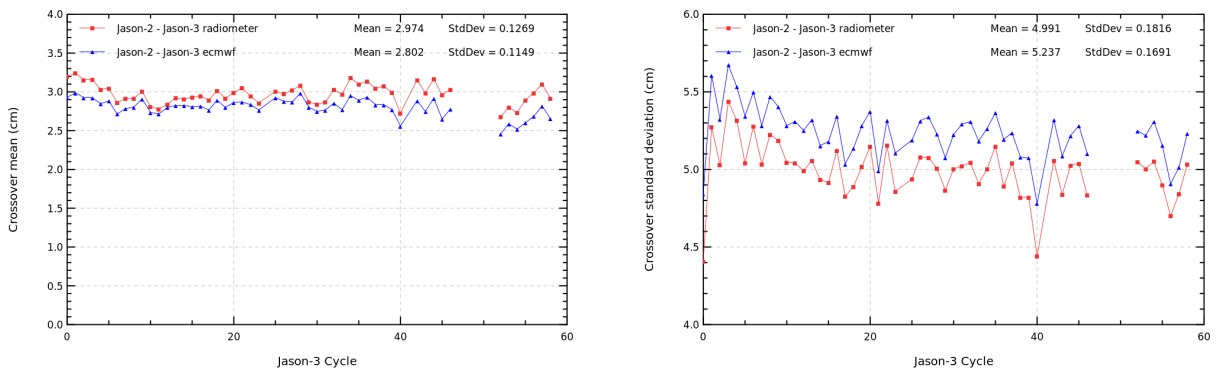 4.0
3.5
3.0
2.5
2.0
1.5
1.0
0.5
0.0
Crossover mean (cm)
Jason-2 - Jason-3 radiometer Mean = 2.974 StdDev = 0.1269
Jason-2 - Jason-3 ecmwf Mean = 2.802 StdDev = 0.1149
0 20 40 60
Jason-3 Cycle
6.0
5.5
5.0
4.5
4.0
Crossover standard deviation (cm)
Jason-2 - Jason-3 radiometer Mean = 4.991 StdDev = 0.1816
Jason-2 - Jason-3 ecmwf Mean = 5.237 StdDev = 0.1691
0 20 40 60
Jason-3 Cycle